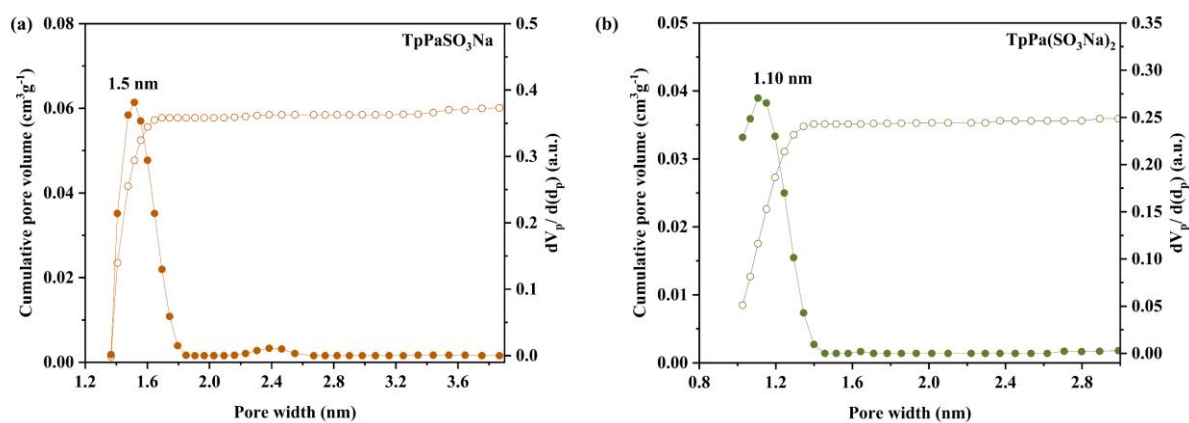 (a)
TpPaSO₃Na
1.5 nm
Cumulative pore volume (cm³g⁻¹)
0.08
0.06
0.04
0.02
0.00
0.5
0.4
0.3
0.2
0.1
0.0
dVₚ/ d(dₚ) (a.u.)
1.2 1.6 2.0 2.4 2.8 3.2 3.6
Pore width (nm)
(b)
TpPa(SO₃Na)₂
1.10 nm
Cumulative pore volume (cm³g⁻¹)
0.05
0.04
0.03
0.02
0.01
0.00
0.35
0.30
0.25
0.20
0.15
0.10
0.05
0.00
dVₚ/ d(dₚ) (a.u.)
0.8 1.2 1.6 2.0 2.4 2.8
Pore width (nm)